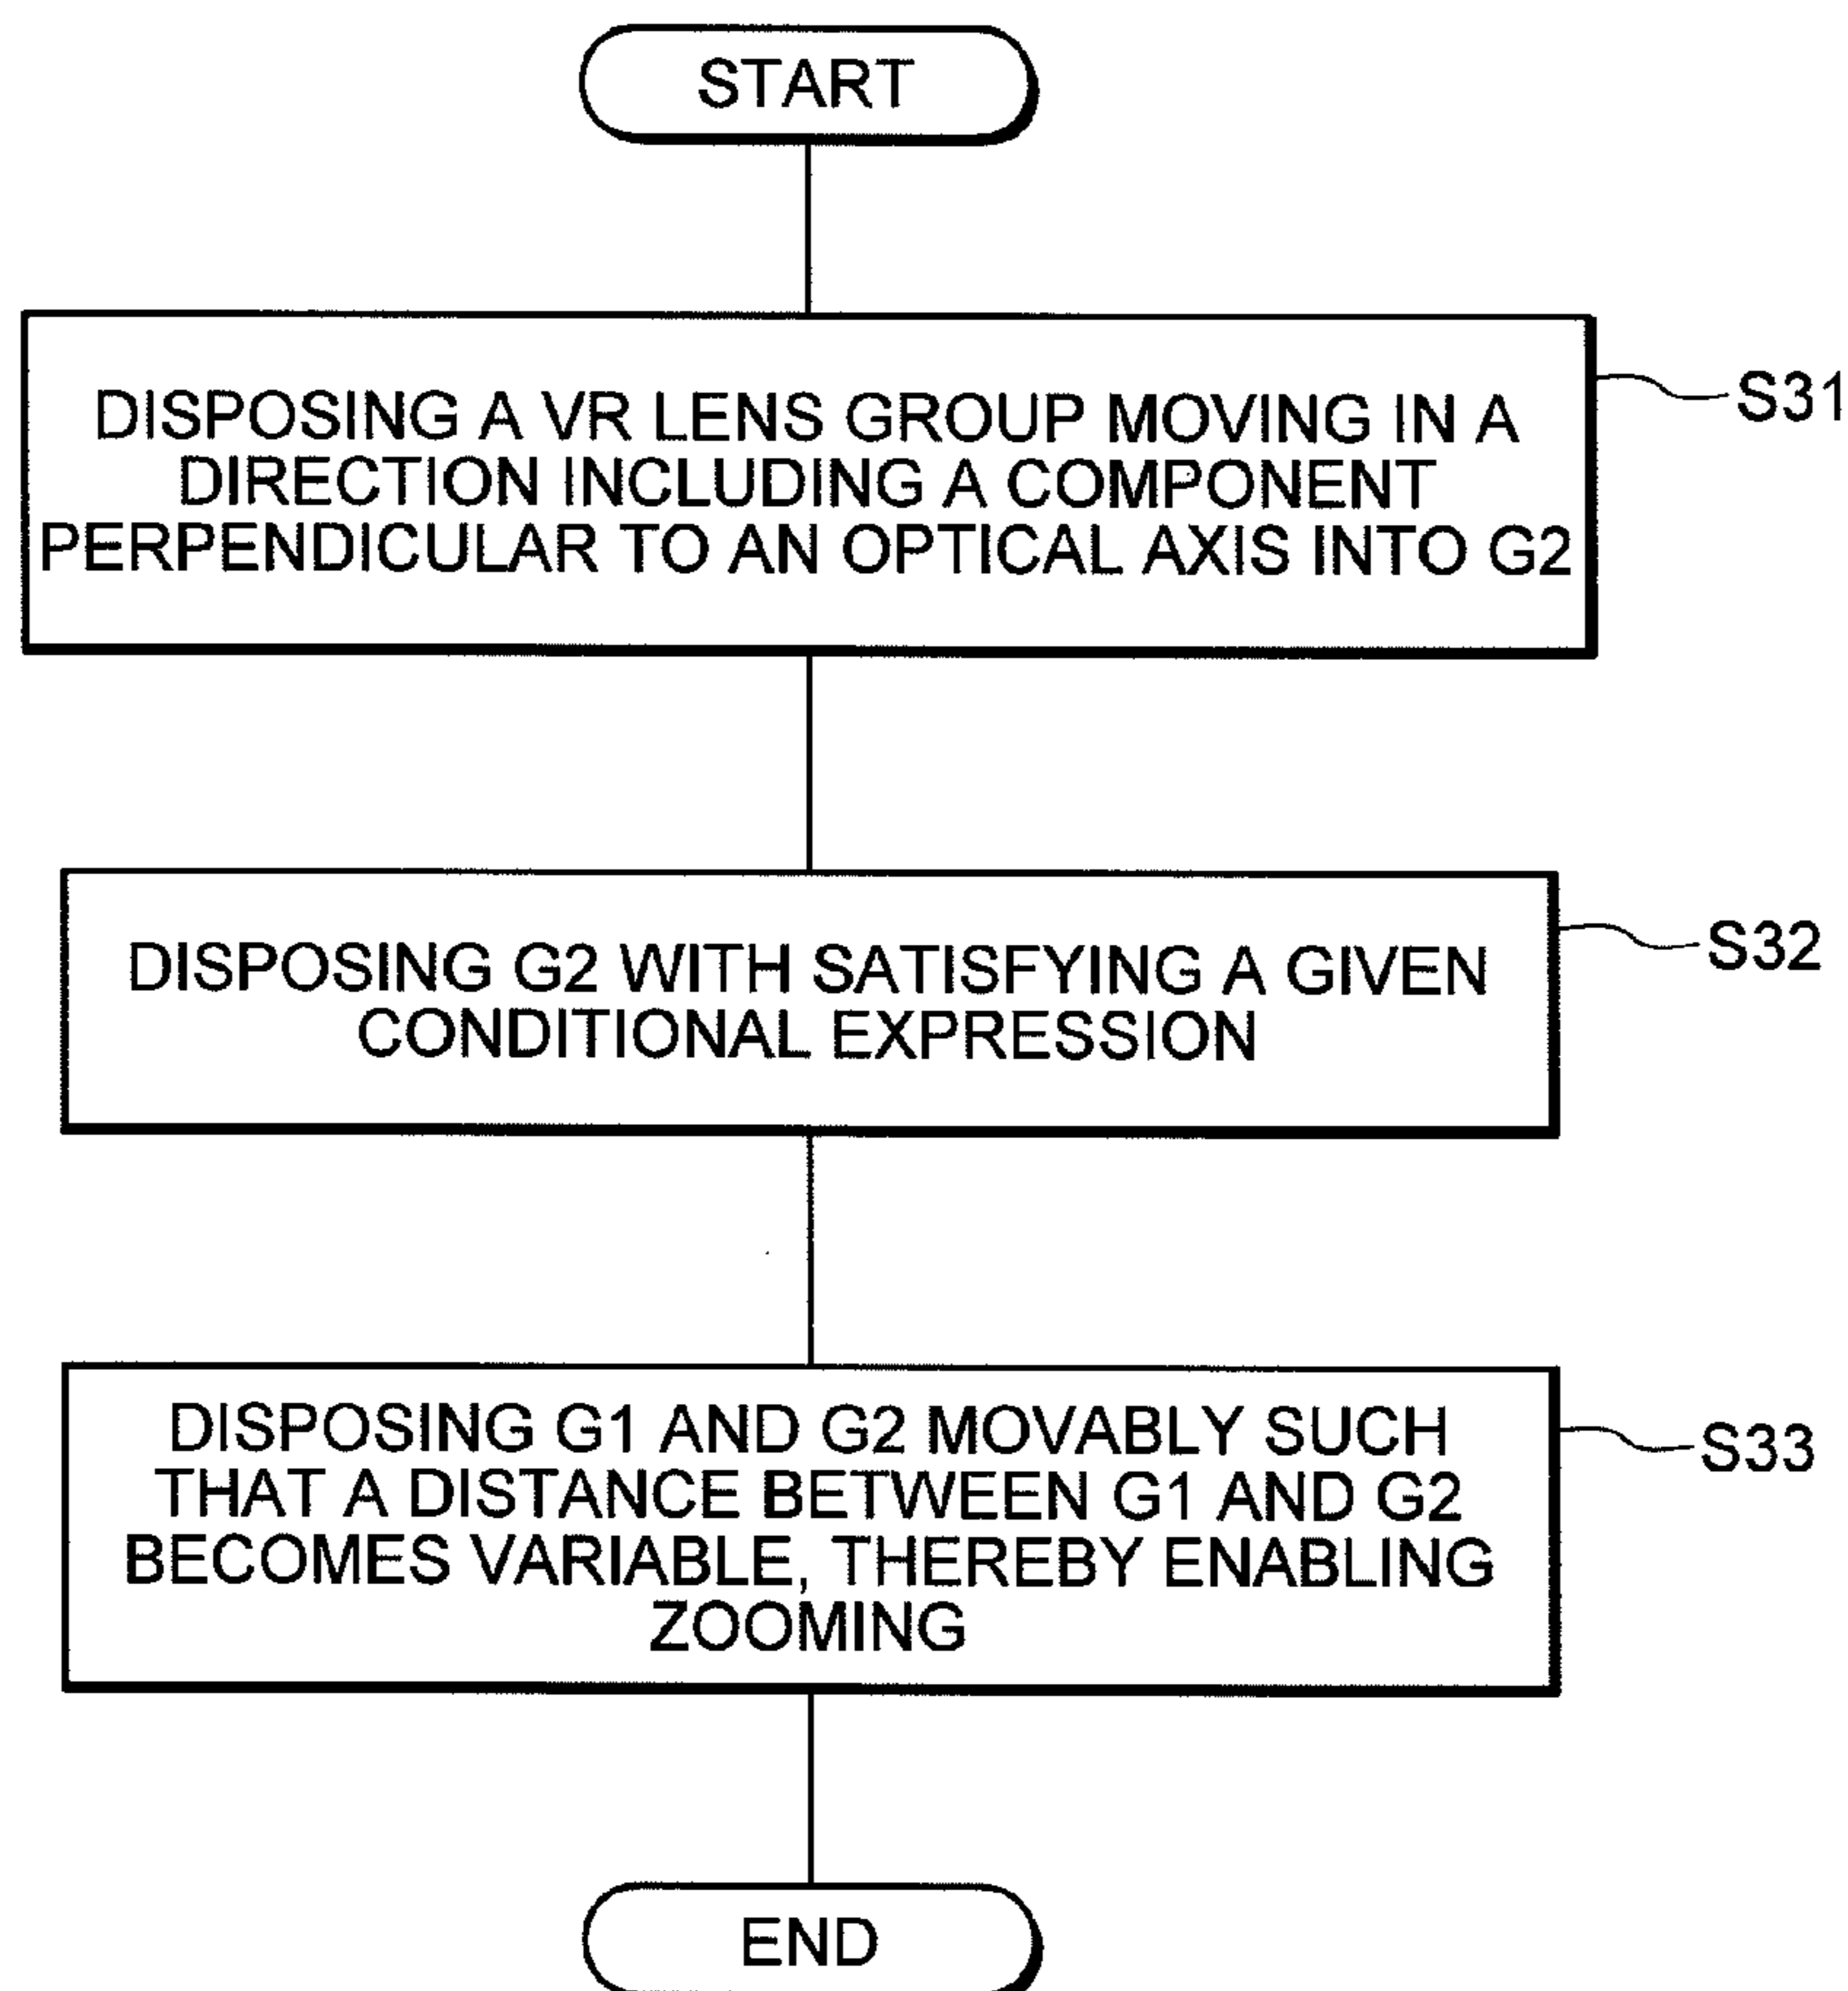 START
DISPOSING A VR LENS GROUP MOVING IN A
DIRECTION INCLUDING A COMPONENT
PERPENDICULAR TO AN OPTICAL AXIS INTO G2
S31
DISPOSING G2 WITH SATISFYING A GIVEN
CONDITIONAL EXPRESSION
S32
DISPOSING G1 AND G2 MOVABLY SUCH
THAT A DISTANCE BETWEEN G1 AND G2
BECOMES VARIABLE, THEREBY ENABLING
ZOOMING
S33
END